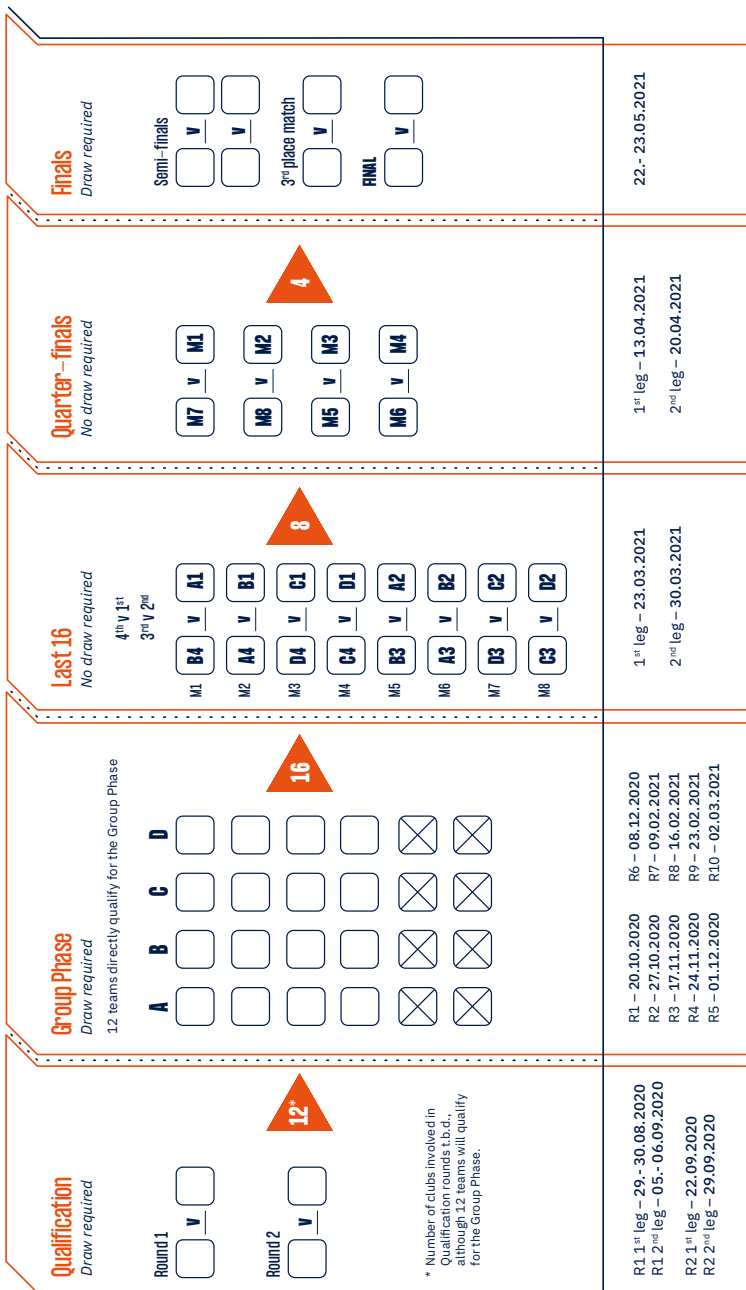 Qualification
Draw required
Round 1
v
Round 2
v
12*
* Number of clubs involved in
Qualification rounds t.b.d.,
although 12 teams will qualify
for the Group Phase.
R1 1st leg – 29.- 30.08.2020
R1 2nd leg – 05.- 06.09.2020
R2 1st leg – 22.09.2020
R2 2nd leg – 29.09.2020
Group Phase
Draw required
12 teams directly qualify for the Group Phase
A B C D
16
R1 – 20.10.2020
R2 – 27.10.2020
R3 – 17.11.2020
R4 – 24.11.2020
R5 – 01.12.2020
R6 – 08.12.2020
R7 – 09.02.2021
R8 – 16.02.2021
R9 – 23.02.2021
R10 – 02.03.2021
Last 16
No draw required
4th v 1st
3rd v 2nd
M1 B4 v A1
M2 A4 v B1
M3 D4 v C1
M4 C4 v D1
M5 B3 v A2
M6 A3 v B2
M7 D3 v C2
M8 C3 v D2
8
1st leg – 23.03.2021
2nd leg – 30.03.2021
Quarter-finals
No draw required
M7 v M1
M8 v M2
M5 v M3
M6 v M4
4
1st leg – 13.04.2021
2nd leg – 20.04.2021
Finals
Draw required
Semi-finals
v
v
3rd place match
v
FINAL
v
22.- 23.05.2021